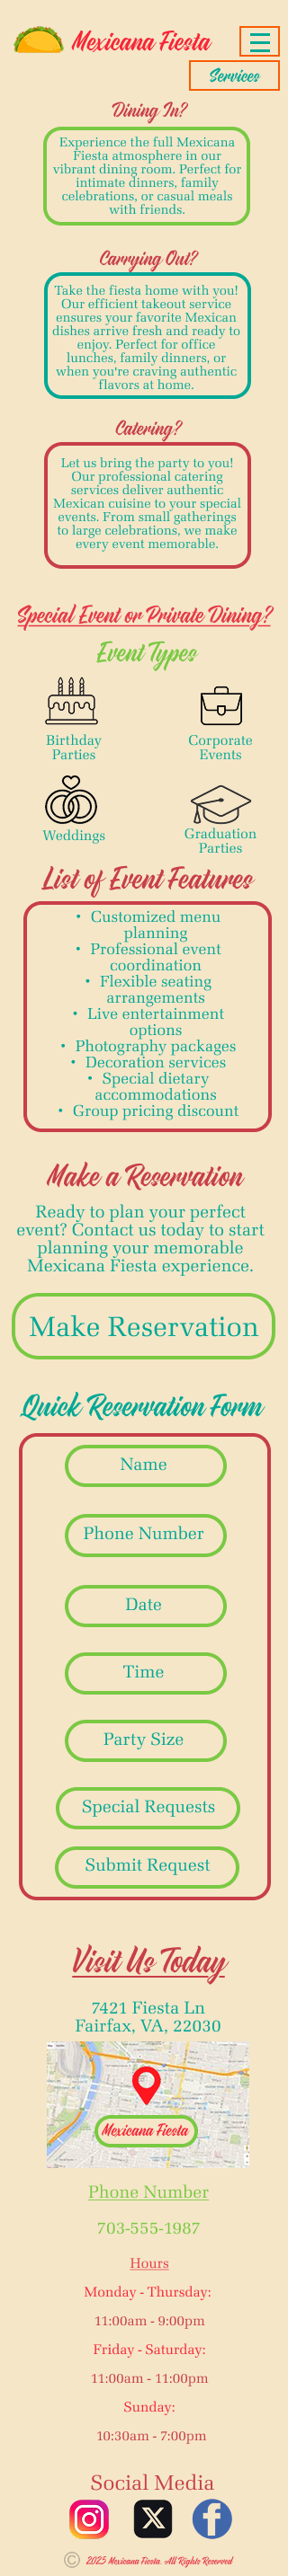 Mexicana Fiesta
Services
Dining In?
Experience the full Mexicana
Fiesta atmosphere in our
vibrant dining room. Perfect for
intimate dinners, family
celebrations, or casual meals
with friends.
Carrying Out?
Take the fiesta home with you!
Our efficient takeout service
ensures your favorite Mexican
dishes arrive fresh and ready to
enjoy. Perfect for office
lunches, family dinners, or
when you're craving authentic
flavors at home.
Catering?
Let us bring the party to you!
Our professional catering
services deliver authentic
Mexican cuisine to your special
events. From small gatherings
to large celebrations, we make
every event memorable.
Special Event or Private Dining?
Event Types
Birthday
Parties
Corporate
Events
Weddings
Graduation
Parties
List of Event Features
• Customized menu
planning
• Professional event
coordination
• Flexible seating
arrangements
• Live entertainment
options
• Photography packages
• Decoration services
• Special dietary
accommodations
• Group pricing discount
Make a Reservation
Ready to plan your perfect
event? Contact us today to start
planning your memorable
Mexicana Fiesta experience.
Make Reservation
Quick Reservation Form
Name
Phone Number
Date
Time
Party Size
Special Requests
Submit Request
Visit Us Today
7421 Fiesta Ln
Fairfax, VA, 22030
Mexicana Fiesta
Phone Number
703-555-1987
Hours
Monday - Thursday:
11:00am - 9:00pm
Friday - Saturday:
11:00am - 11:00pm
Sunday:
10:30am - 7:00pm
Social Media
© 2025 Mexicana Fiesta. All Rights Reserved